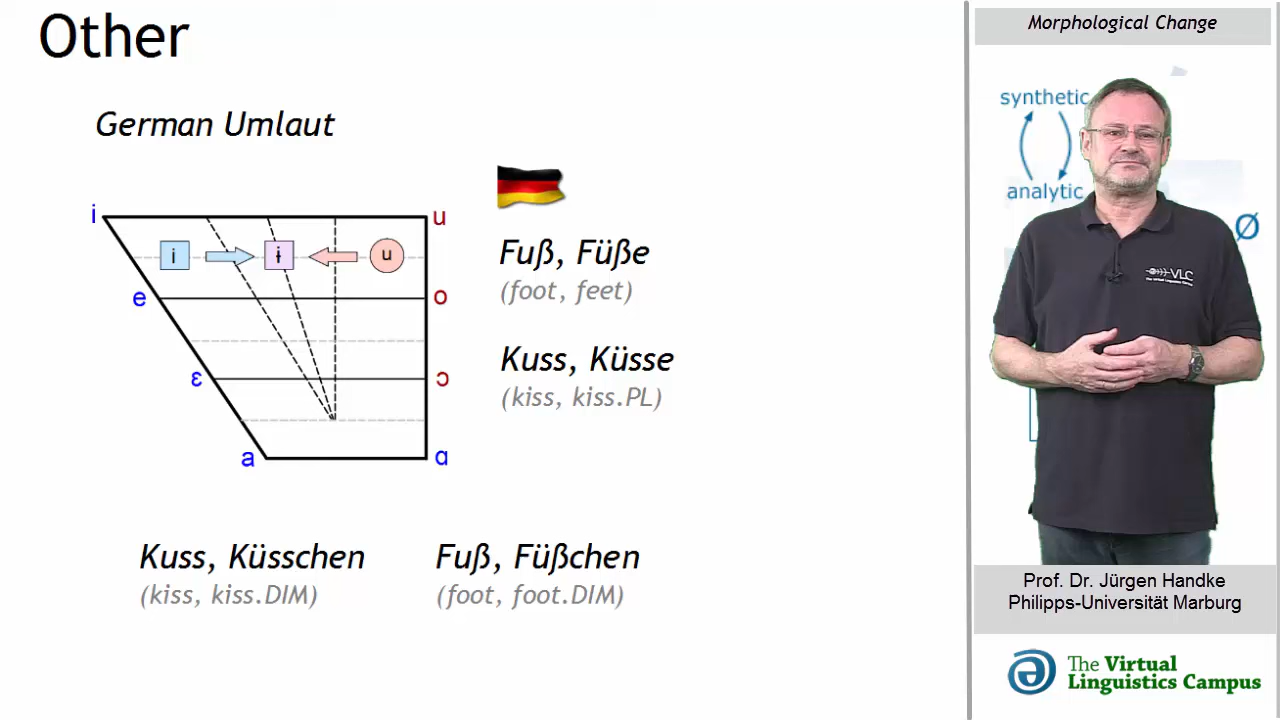 Other
German Umlaut
i
u
i
ɨ
u
e
o
ɛ
ɔ
a
ɑ
Fuß, Füße
(foot, feet)
Kuss, Küsse
(kiss, kiss.PL)
Kuss, Küsschen
(kiss, kiss.DIM)
Fuß, Füßchen
(foot, foot.DIM)
Morphological Change
synthetic
analytic
Ø
VLC
Prof. Dr. Jürgen Handke
Philipps-Universität Marburg
The Virtual
Linguistics Campus